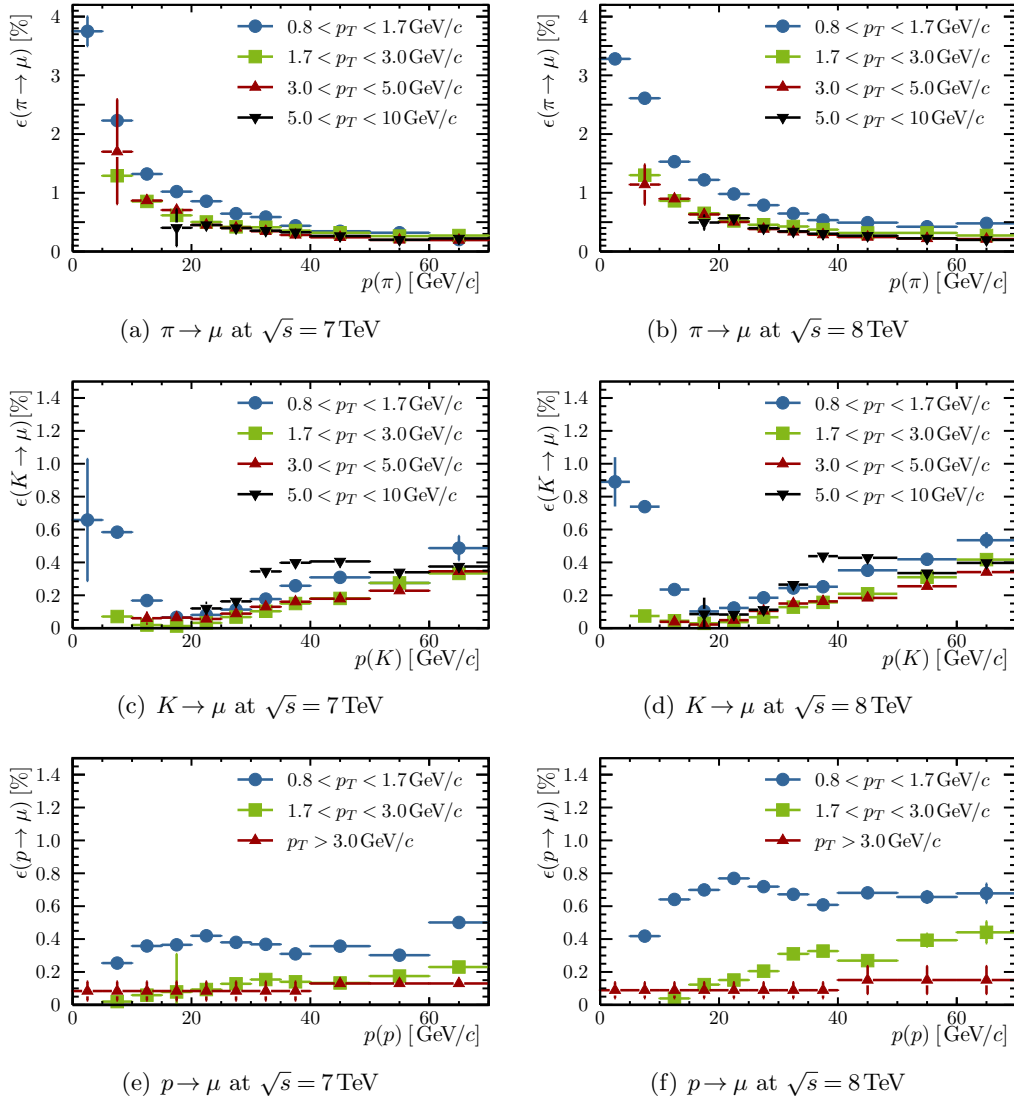 ϵ(π→ μ) [%]
4
3
2
1
0
0.8 < p_T < 1.7 GeV/c
1.7 < p_T < 3.0 GeV/c
3.0 < p_T < 5.0 GeV/c
5.0 < p_T < 10 GeV/c
0 20 40 60
p(π) [ GeV/c]
(a) π→ μ at √s = 7 TeV
ϵ(π→ μ) [%]
4
3
2
1
0
0.8 < p_T < 1.7 GeV/c
1.7 < p_T < 3.0 GeV/c
3.0 < p_T < 5.0 GeV/c
5.0 < p_T < 10 GeV/c
0 20 40 60
p(π) [ GeV/c]
(b) π→ μ at √s = 8 TeV
ϵ(K→ μ) [%]
1.4
1.2
1.0
0.8
0.6
0.4
0.2
0
0.8 < p_T < 1.7 GeV/c
1.7 < p_T < 3.0 GeV/c
3.0 < p_T < 5.0 GeV/c
5.0 < p_T < 10 GeV/c
0 20 40 60
p(K) [ GeV/c]
(c) K→ μ at √s = 7 TeV
ϵ(K→ μ) [%]
1.4
1.2
1.0
0.8
0.6
0.4
0.2
0
0.8 < p_T < 1.7 GeV/c
1.7 < p_T < 3.0 GeV/c
3.0 < p_T < 5.0 GeV/c
5.0 < p_T < 10 GeV/c
0 20 40 60
p(K) [ GeV/c]
(d) K→ μ at √s = 8 TeV
ϵ(p→ μ) [%]
1.4
1.2
1.0
0.8
0.6
0.4
0.2
0
0.8 < p_T < 1.7 GeV/c
1.7 < p_T < 3.0 GeV/c
p_T > 3.0 GeV/c
0 20 40 60
p(p) [ GeV/c]
(e) p→ μ at √s = 7 TeV
ϵ(p→ μ) [%]
1.4
1.2
1.0
0.8
0.6
0.4
0.2
0
0.8 < p_T < 1.7 GeV/c
1.7 < p_T < 3.0 GeV/c
p_T > 3.0 GeV/c
0 20 40 60
p(p) [ GeV/c]
(f) p→ μ at √s = 8 TeV